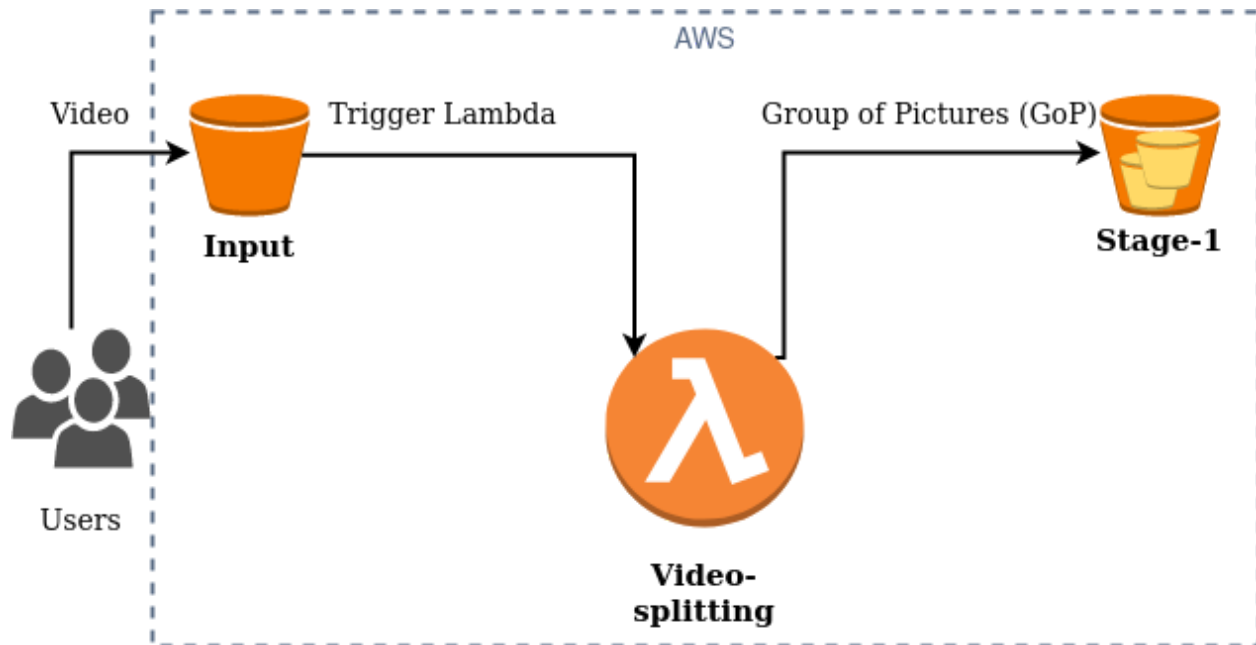 AWS
Video
Trigger Lambda
Group of Pictures (GoP)
Input
Stage-1
Users
Video-
splitting